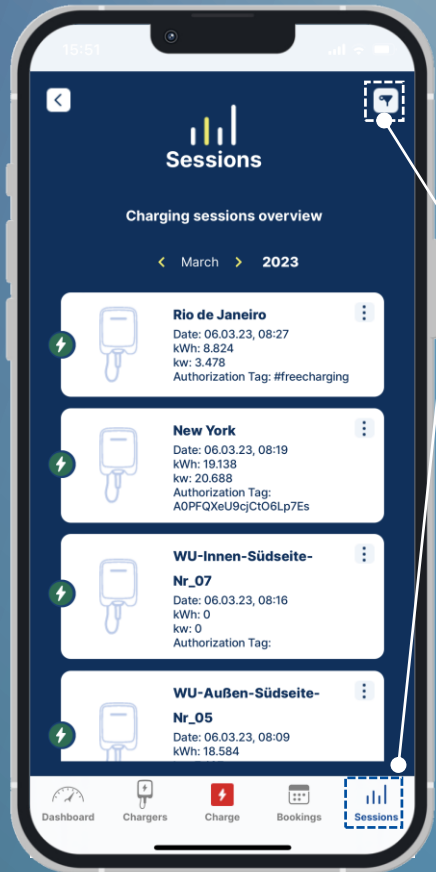 15:51
Sessions
Charging sessions overview
< March > 2023
Rio de Janeiro
Date: 06.03.23, 08:27
kWh: 8.824
kw: 3.478
Authorization Tag: #freecharging
New York
Date: 06.03.23, 08:19
kWh: 19.138
kw: 20.688
Authorization Tag:
A0PFQXeU9cjCtO6Lp7Es
WU-Innen-Südseite-
Nr_07
Date: 06.03.23, 08:16
kWh: 0
kw: 0
Authorization Tag:
WU-Außen-Südseite-
Nr_05
Date: 06.03.23, 08:09
kWh: 18.584
Dashboard Chargers Charge Bookings Sessions